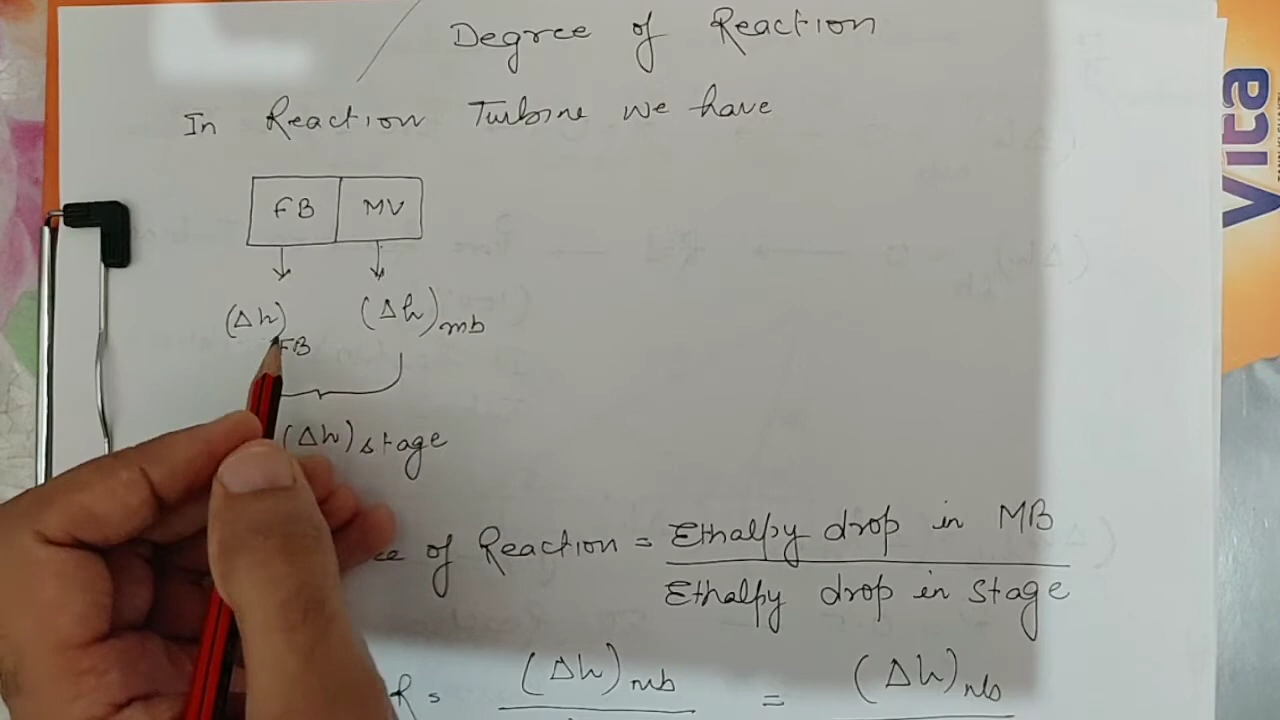 Degree of Reaction
In Reaction Turbine we have
FB MV
(Δh)FB (Δh)mb
(Δh)stage
of Reaction = Ethalpy drop in MB
Ethalpy drop in stage
R = (Δh)mb = (Δh)mb
Vita